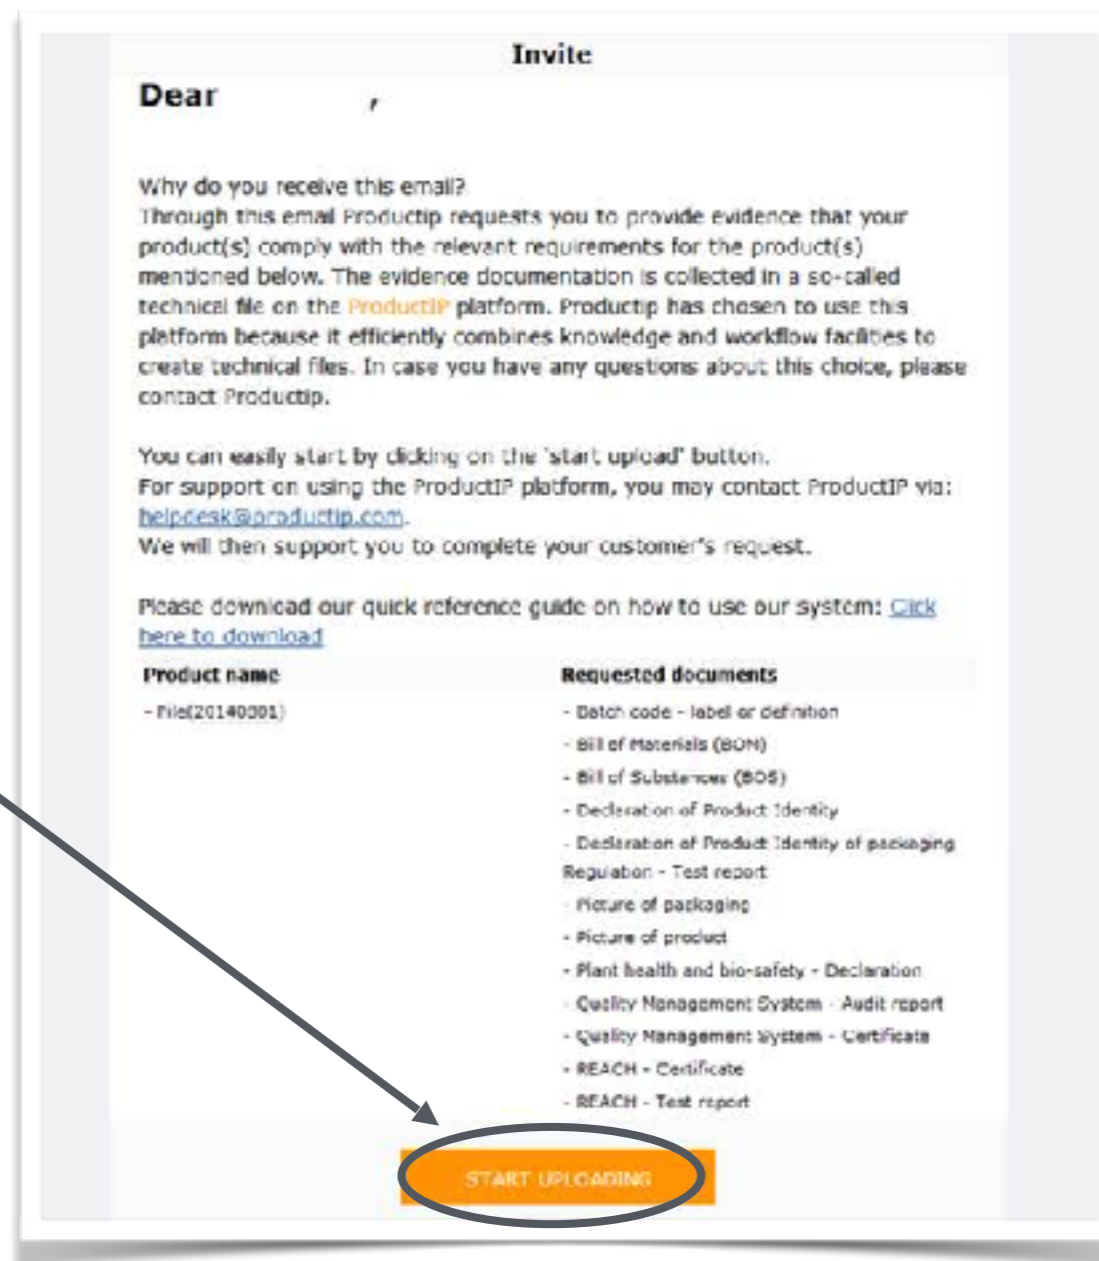 Invite
Dear ,
Why do you receive this email?
Through this email Productip requests you to provide evidence that your
product(s) comply with the relevant requirements for the product(s)
mentioned below. The evidence documentation is collected in a so-called
technical file on the ProductIP platform. Productip has chosen to use this
platform because it efficiently combines knowledge and workflow facilities to
create technical files. In case you have any questions about this choice, please
contact Productip.
You can easily start by clicking on the 'start upload' button.
For support on using the ProductIP platform, you may contact ProductIP via:
helpdesk@productip.com.
We will then support you to complete your customer's request.
Please download our quick reference guide on how to use our system: Click
here to download
Product name Requested documents
- File(20140301) - Batch code - label or definition
- Bill of Materials (BOM)
- Bill of Substances (BOS)
- Declaration of Product Identity
- Declaration of Product Identity of packaging
Regulation - Test report
- Picture of packaging
- Picture of product
- Plant health and bio-safety - Declaration
- Quality Management System - Audit report
- Quality Management System - Certificate
- REACH - Certificate
- REACH - Test report
START UPLOADING